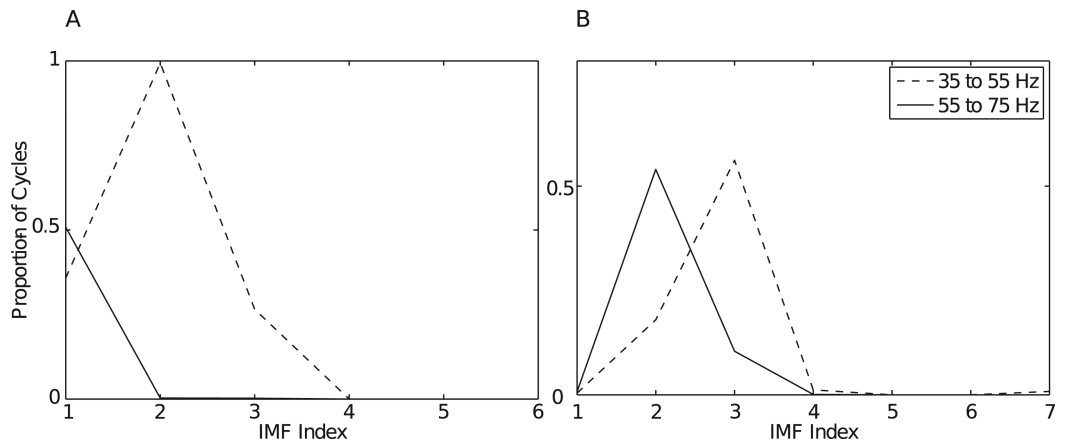 A
B
1
0.5
0
Proportion of Cycles
1 2 3 4 5 6
IMF Index
0.5
0
1 2 3 4 5 6 7
IMF Index
35 to 55 Hz
55 to 75 Hz